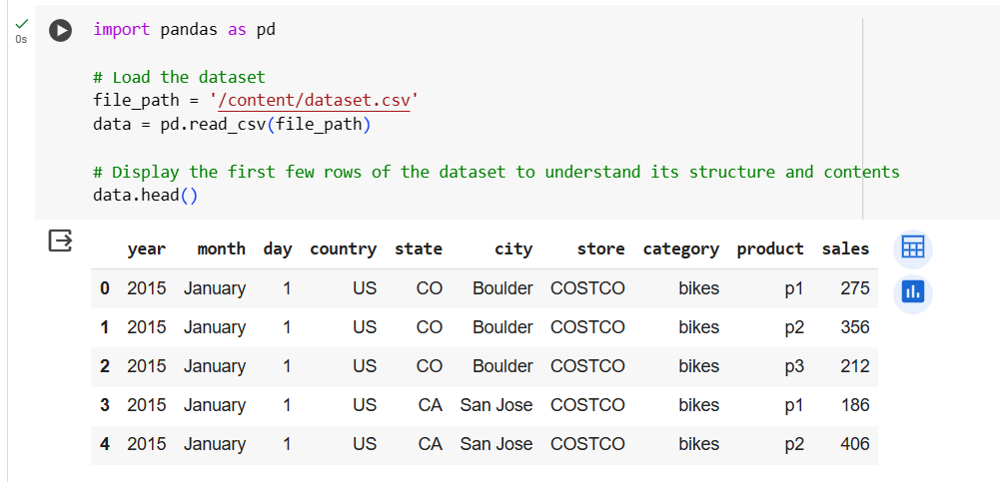 0s
import pandas as pd
# Load the dataset
file_path = '/content/dataset.csv'
data = pd.read_csv(file_path)
# Display the first few rows of the dataset to understand its structure and contents
data.head()
year month day country state city store category product sales
0 2015 January 1 US CO Boulder COSTCO bikes p1 275
1 2015 January 1 US CO Boulder COSTCO bikes p2 356
2 2015 January 1 US CO Boulder COSTCO bikes p3 212
3 2015 January 1 US CA San Jose COSTCO bikes p1 186
4 2015 January 1 US CA San Jose COSTCO bikes p2 406